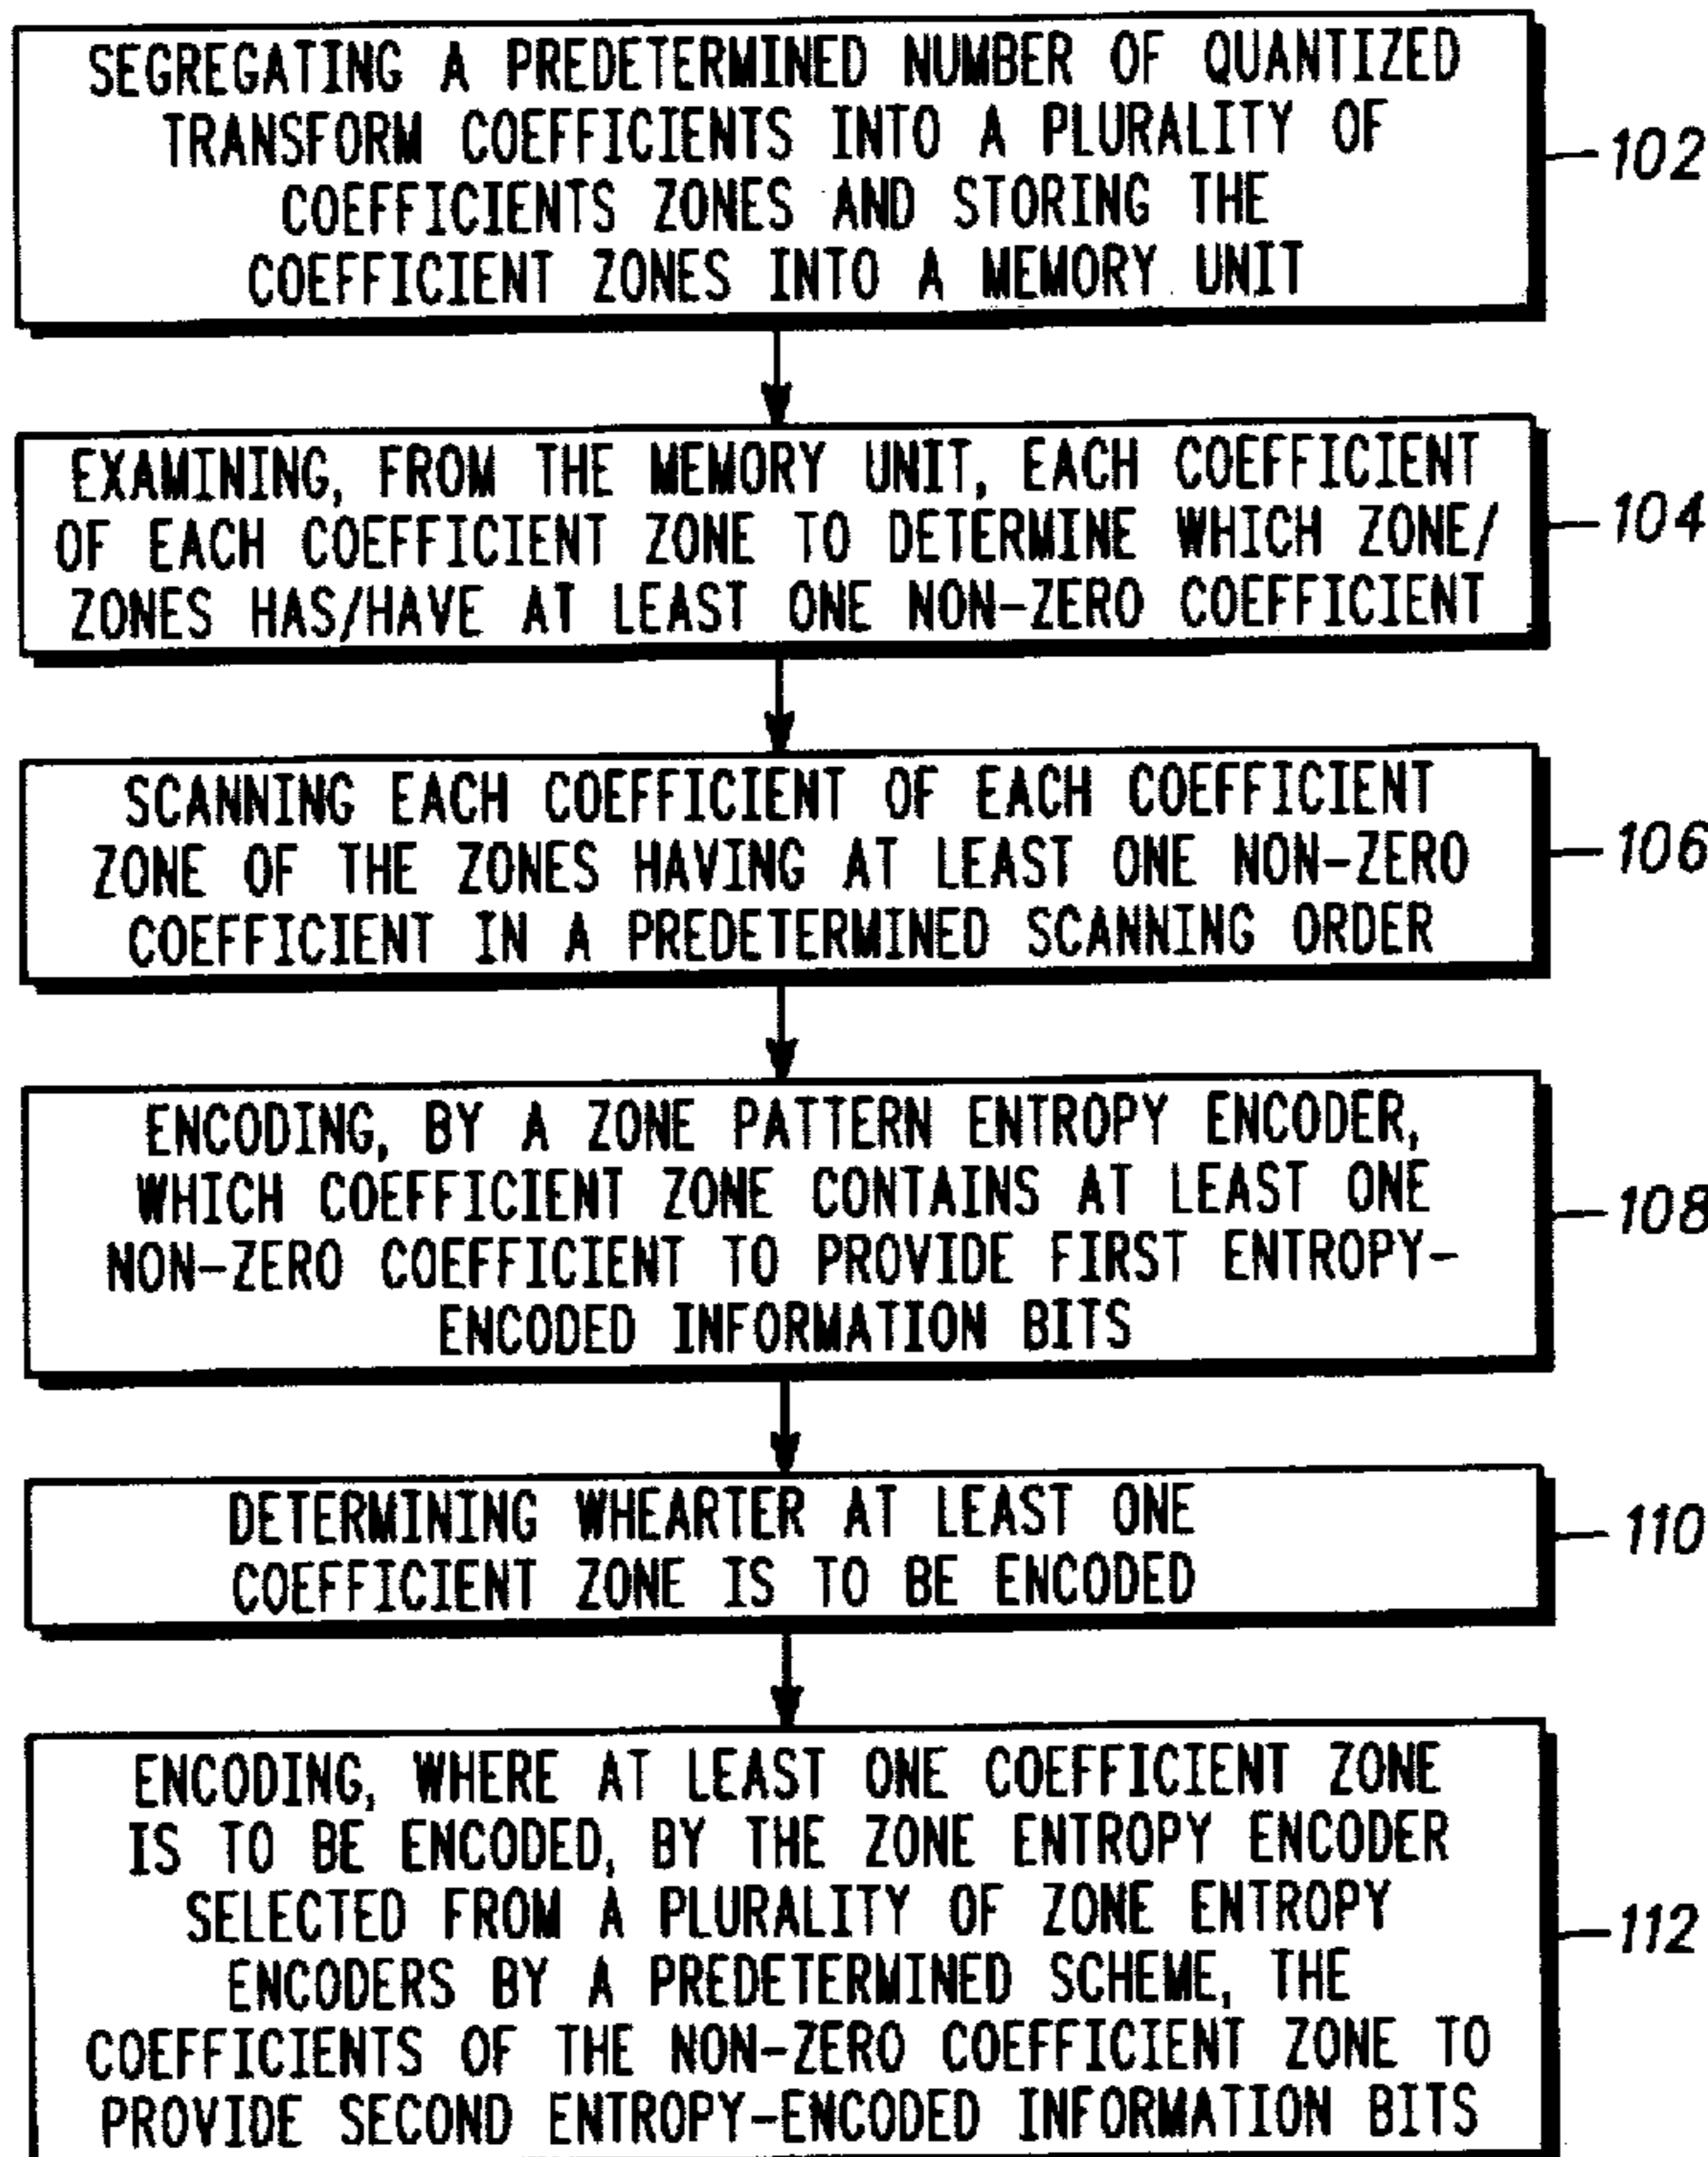 SEGREGATING A PREDETERMINED NUMBER OF QUANTIZED
TRANSFORM COEFFICIENTS INTO A PLURALITY OF
COEFFICIENTS ZONES AND STORING THE
COEFFICIENT ZONES INTO A MEMORY UNIT
102
EXAMINING, FROM THE MEMORY UNIT, EACH COEFFICIENT
OF EACH COEFFICIENT ZONE TO DETERMINE WHICH ZONE/
ZONES HAS/HAVE AT LEAST ONE NON-ZERO COEFFICIENT
104
SCANNING EACH COEFFICIENT OF EACH COEFFICIENT
ZONE OF THE ZONES HAVING AT LEAST ONE NON-ZERO
COEFFICIENT IN A PREDETERMINED SCANNING ORDER
106
ENCODING, BY A ZONE PATTERN ENTROPY ENCODER,
WHICH COEFFICIENT ZONE CONTAINS AT LEAST ONE
NON-ZERO COEFFICIENT TO PROVIDE FIRST ENTROPY-
ENCODED INFORMATION BITS
108
DETERMINING WHEARTER AT LEAST ONE
COEFFICIENT ZONE IS TO BE ENCODED
110
ENCODING, WHERE AT LEAST ONE COEFFICIENT ZONE
IS TO BE ENCODED, BY THE ZONE ENTROPY ENCODER
SELECTED FROM A PLURALITY OF ZONE ENTROPY
ENCODERS BY A PREDETERMINED SCHEME, THE
COEFFICIENTS OF THE NON-ZERO COEFFICIENT ZONE TO
PROVIDE SECOND ENTROPY-ENCODED INFORMATION BITS
112